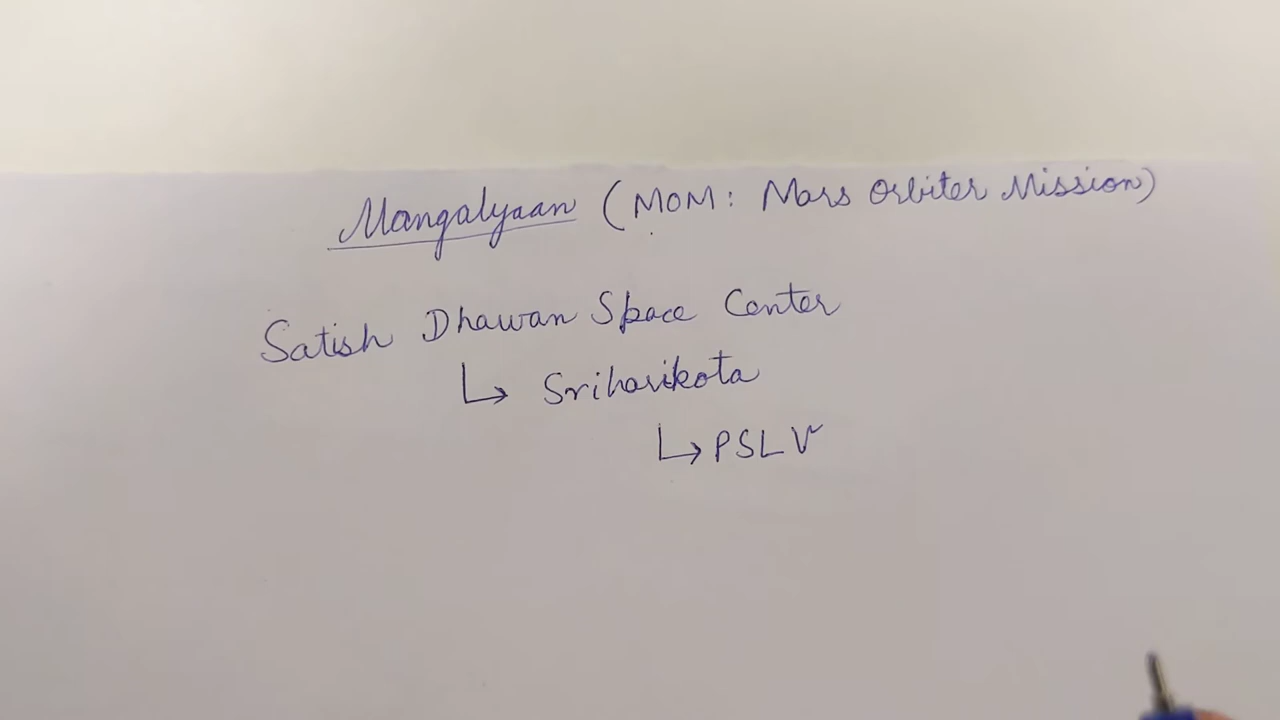 Mangalyaan (MOM: Mars Orbiter Mission)
Satish Dhawan Space Center
↳ Sriharikota
↳ PSLV